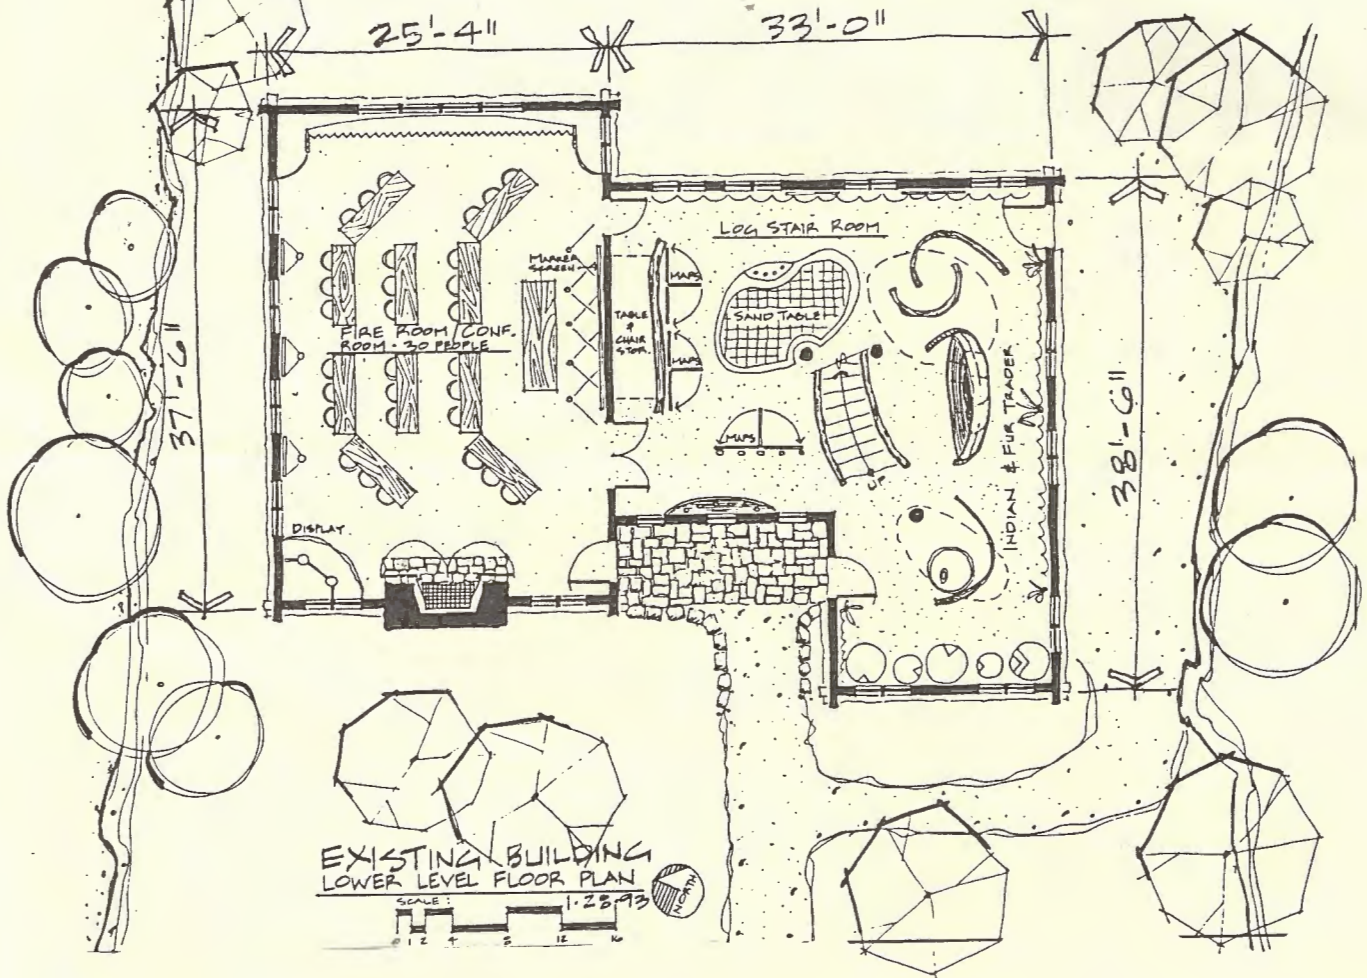 25'-4"
33'-0"
37'-6"
38'-6"
LOG STAIR ROOM
MARKER
SCREEN
MAPS
SAND TABLE
TABLE
&
CHAIR
STOR.
MAPS
FIRE ROOM/CONF.
ROOM - 30 PEOPLE
MAPS
UP
INDIAN & FUR TRADER
DISPLAY
EXISTING BUILDING
LOWER LEVEL FLOOR PLAN
SCALE:
1-28-93
NORTH
0 1 2 4 8 12 16